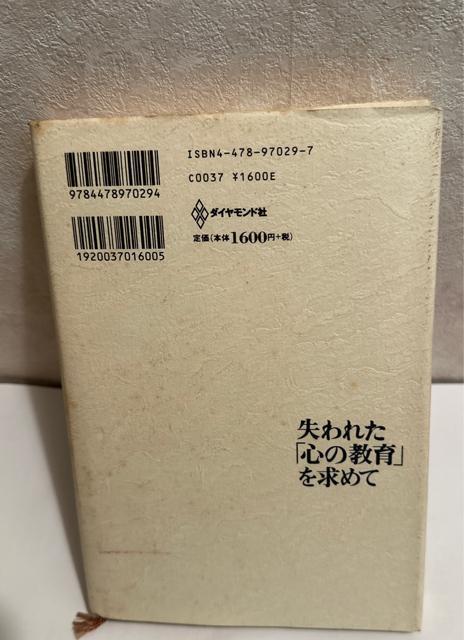 ISBN4-478-97029-7
C0037 ¥1600E
9784478970294
ダイヤモンド社
定価(本体1600円+税)
1920037016005
失われた
「心の教育」
を求めて